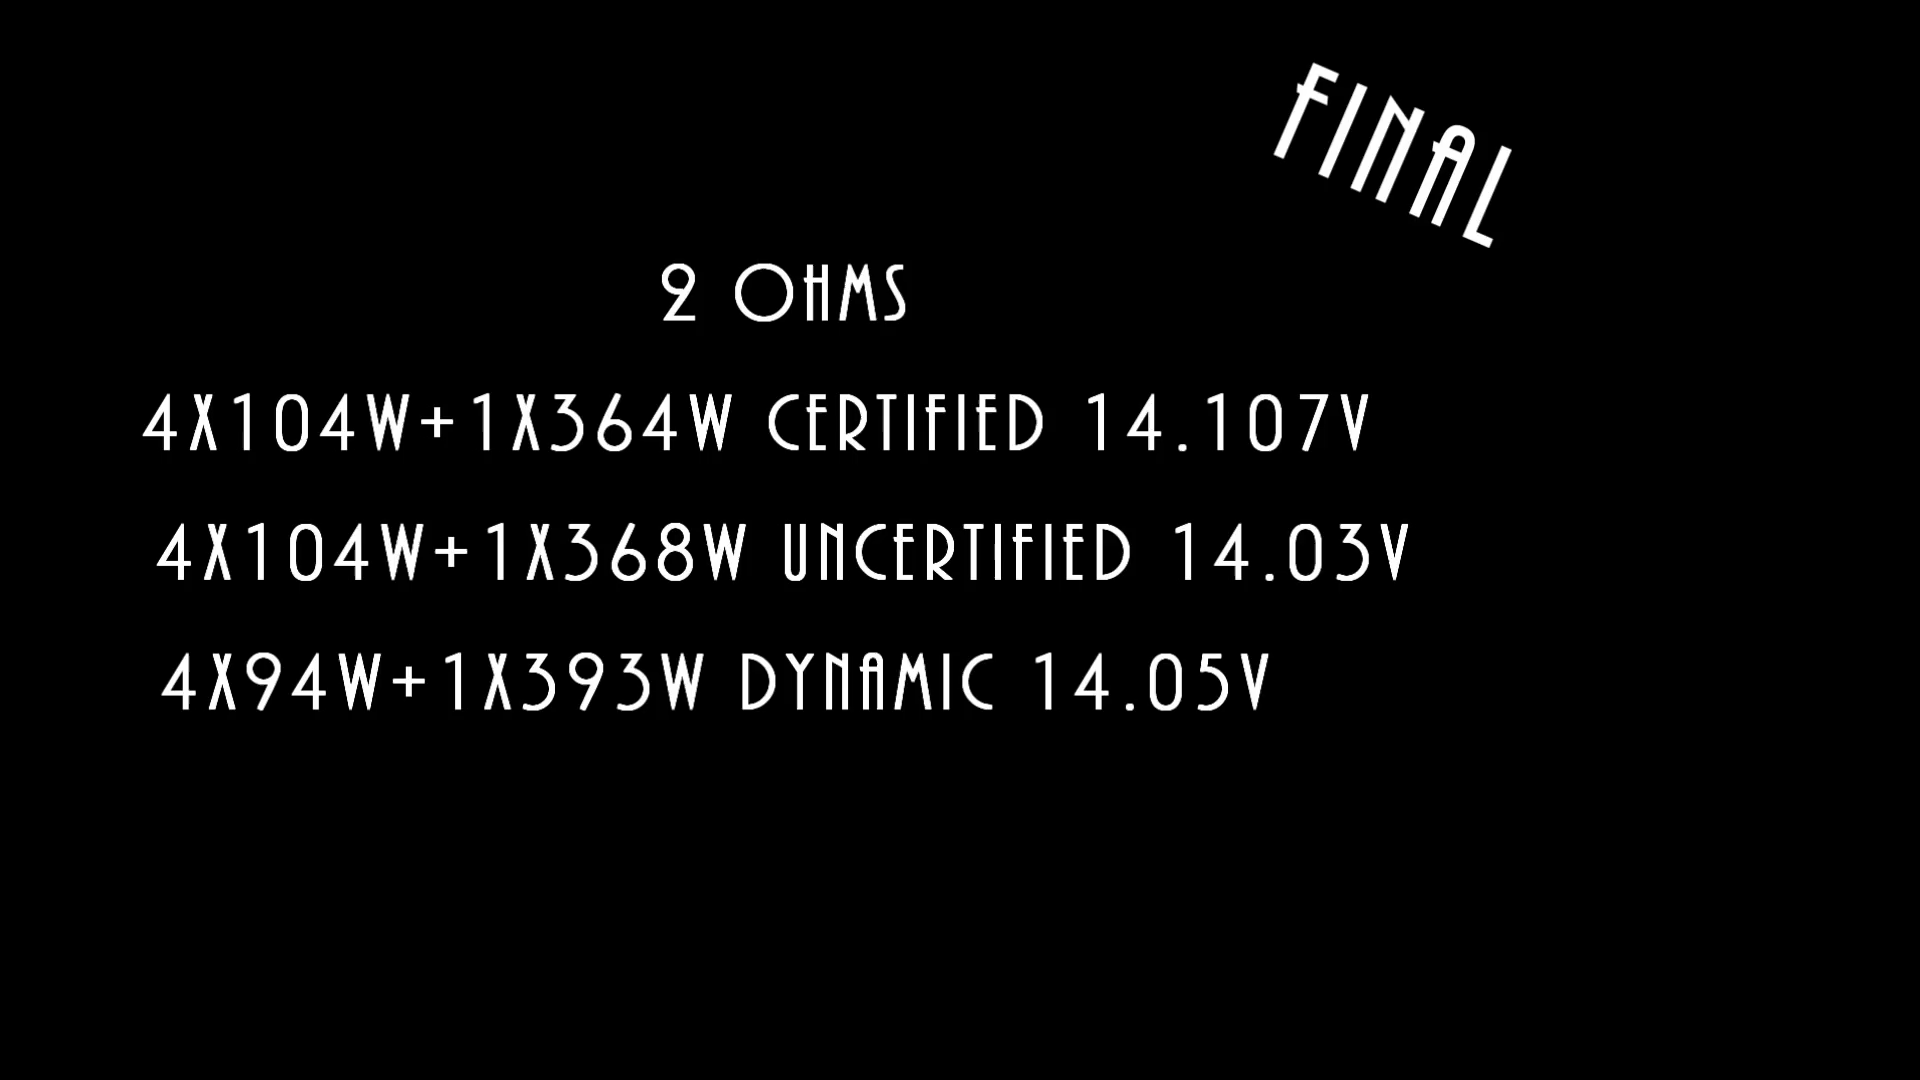 FINAL
2 OHMS
4X104W+1X364W CERTIFIED 14.107V
4X104W+1X368W UNCERTIFIED 14.03V
4X94W+1X393W DYNAMIC 14.05V